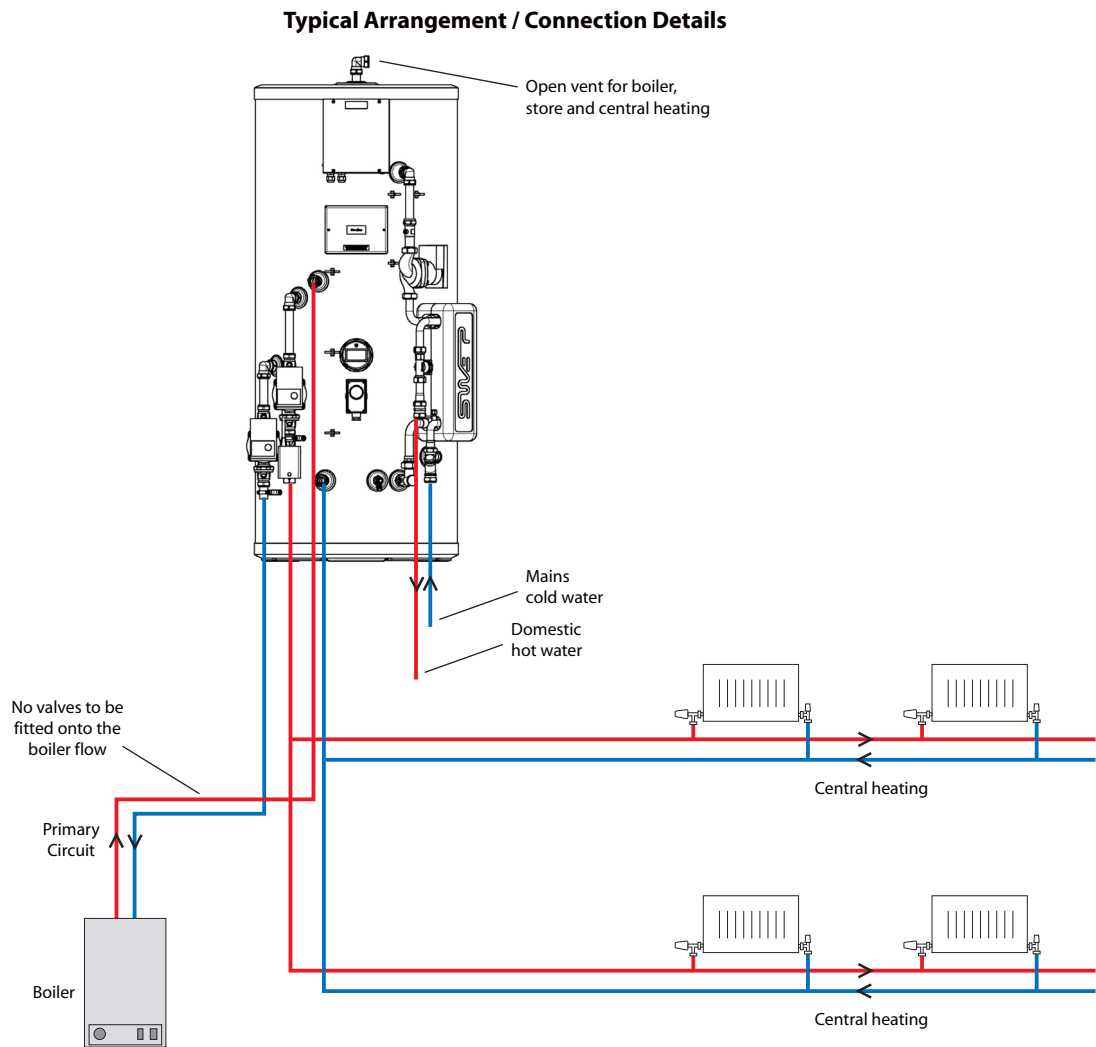 Typical Arrangement / Connection Details
Open vent for boiler,
store and central heating
SWEP
Mains
cold water
Domestic
hot water
No valves to be
fitted onto the
boiler flow
Central heating
Primary
Circuit
Boiler
Central heating